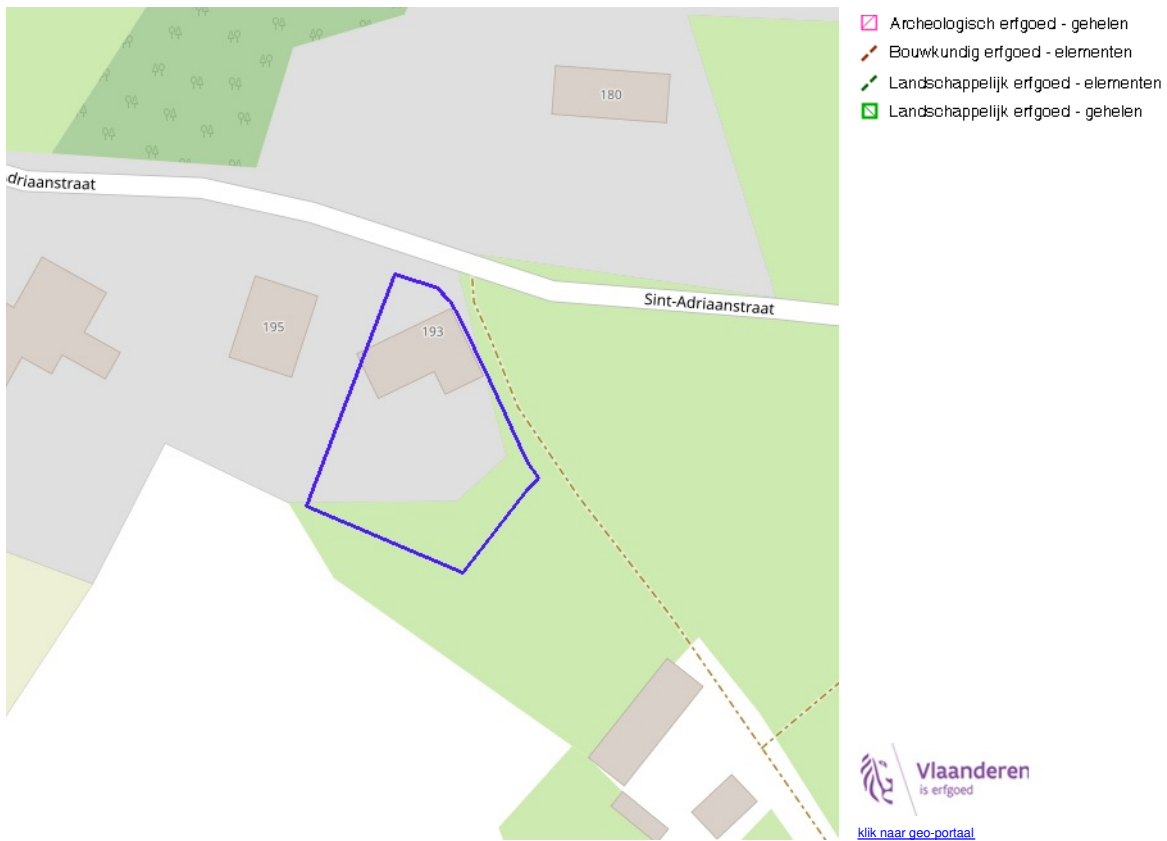 Archeologisch erfgoed - gehelen
Bouwkundig erfgoed - elementen
Landschappelijk erfgoed - elementen
Landschappelijk erfgoed - gehelen
180
driaanstraat
Sint-Adriaanstraat
195
193
Vlaanderen
is erfgoed
klik naar geo-portaal